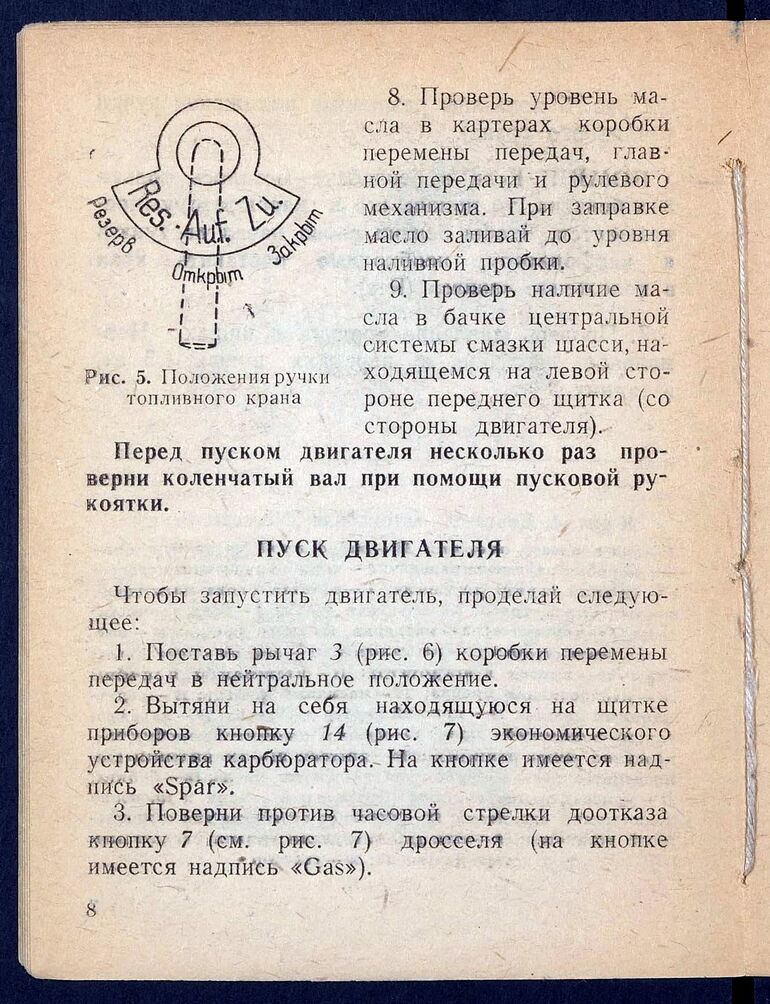 Res. Auf. Zu.
Резерв
Открыт
Закрыт
Рис. 5. Положения ручки
топливного крана
8. Проверь уровень ма-
сла в картерах коробки
перемены передач, глав-
ной передачи и рулевого
механизма. При заправке
масло заливай до уровня
наливной пробки.
9. Проверь наличие ма-
сла в бачке центральной
системы смазки шасси, на-
ходящемся на левой сто-
роне переднего щитка (со
стороны двигателя).
Перед пуском двигателя несколько раз про-
верни коленчатый вал при помощи пусковой ру-
коятки.
ПУСК ДВИГАТЕЛЯ
Чтобы запустить двигатель, проделай следую-
щее:
1. Поставь рычаг 3 (рис. 6) коробки перемены
передач в нейтральное положение.
2. Вытяни на себя находящуюся на щитке
приборов кнопку 14 (рис. 7) экономического
устройства карбюратора. На кнопке имеется над-
пись «Spar».
3. Поверни против часовой стрелки доотказа
кнопку 7 (см. рис. 7) дросселя (на кнопке
имеется надпись «Gas»).
8